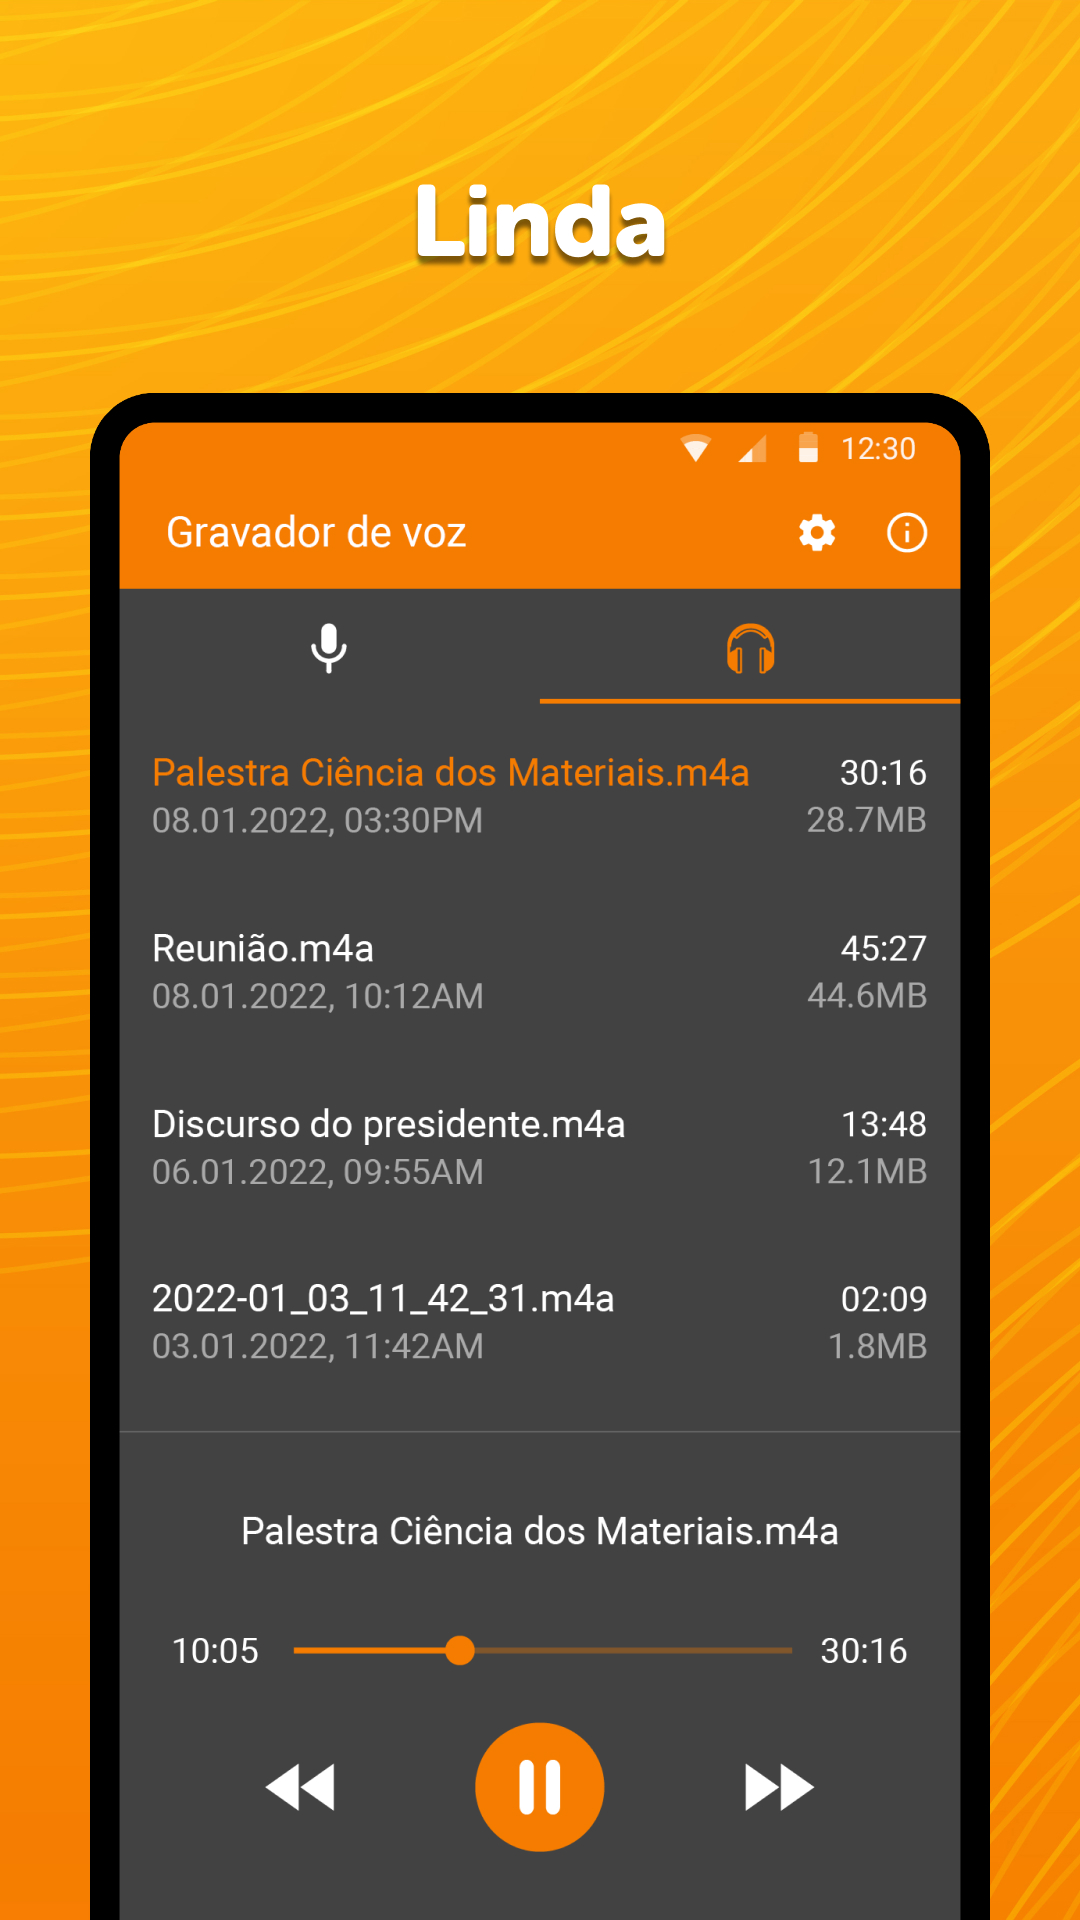 Linda
12:30
Gravador de voz
Palestra Ciência dos Materiais.m4a 30:16
08.01.2022, 03:30PM 28.7MB
Reunião.m4a 45:27
08.01.2022, 10:12AM 44.6MB
Discurso do presidente.m4a 13:48
06.01.2022, 09:55AM 12.1MB
2022-01_03_11_42_31.m4a 02:09
03.01.2022, 11:42AM 1.8MB
Palestra Ciência dos Materiais.m4a
10:05 30:16